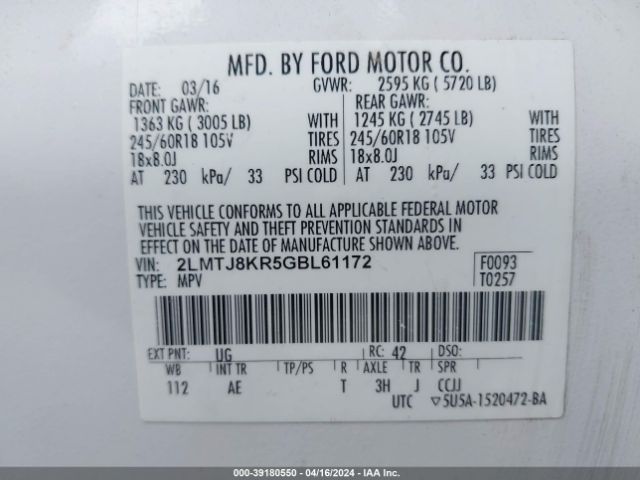 MFD. BY FORD MOTOR CO.
DATE: 03/16 GVWR: 2595 KG ( 5720 LB)
FRONT GAWR: REAR GAWR:
1363 KG ( 3005 LB) WITH 1245 KG ( 2745 LB) WITH
245/60R18 105V TIRES 245/60R18 105V TIRES
18x8.0J RIMS 18x8.0J RIMS
AT 230 kPa/ 33 PSI COLD AT 230 kPa/ 33 PSI COLD
THIS VEHICLE CONFORMS TO ALL APPLICABLE FEDERAL MOTOR
VEHICLE SAFETY AND THEFT PREVENTION STANDARDS IN
EFFECT ON THE DATE OF MANUFACTURE SHOWN ABOVE.
VIN: 2LMTJ8KR5GBL61172 F0093
TYPE: MPV T0257
EXT PNT: UG RC: 42 DSO:
WB INT TR TP/PS R AXLE TR SPR
112 AE T 3H J CCJJ
UTC ▽5U5A-1520472-BA
000-39180550 - 04/16/2024 - IAAI.com